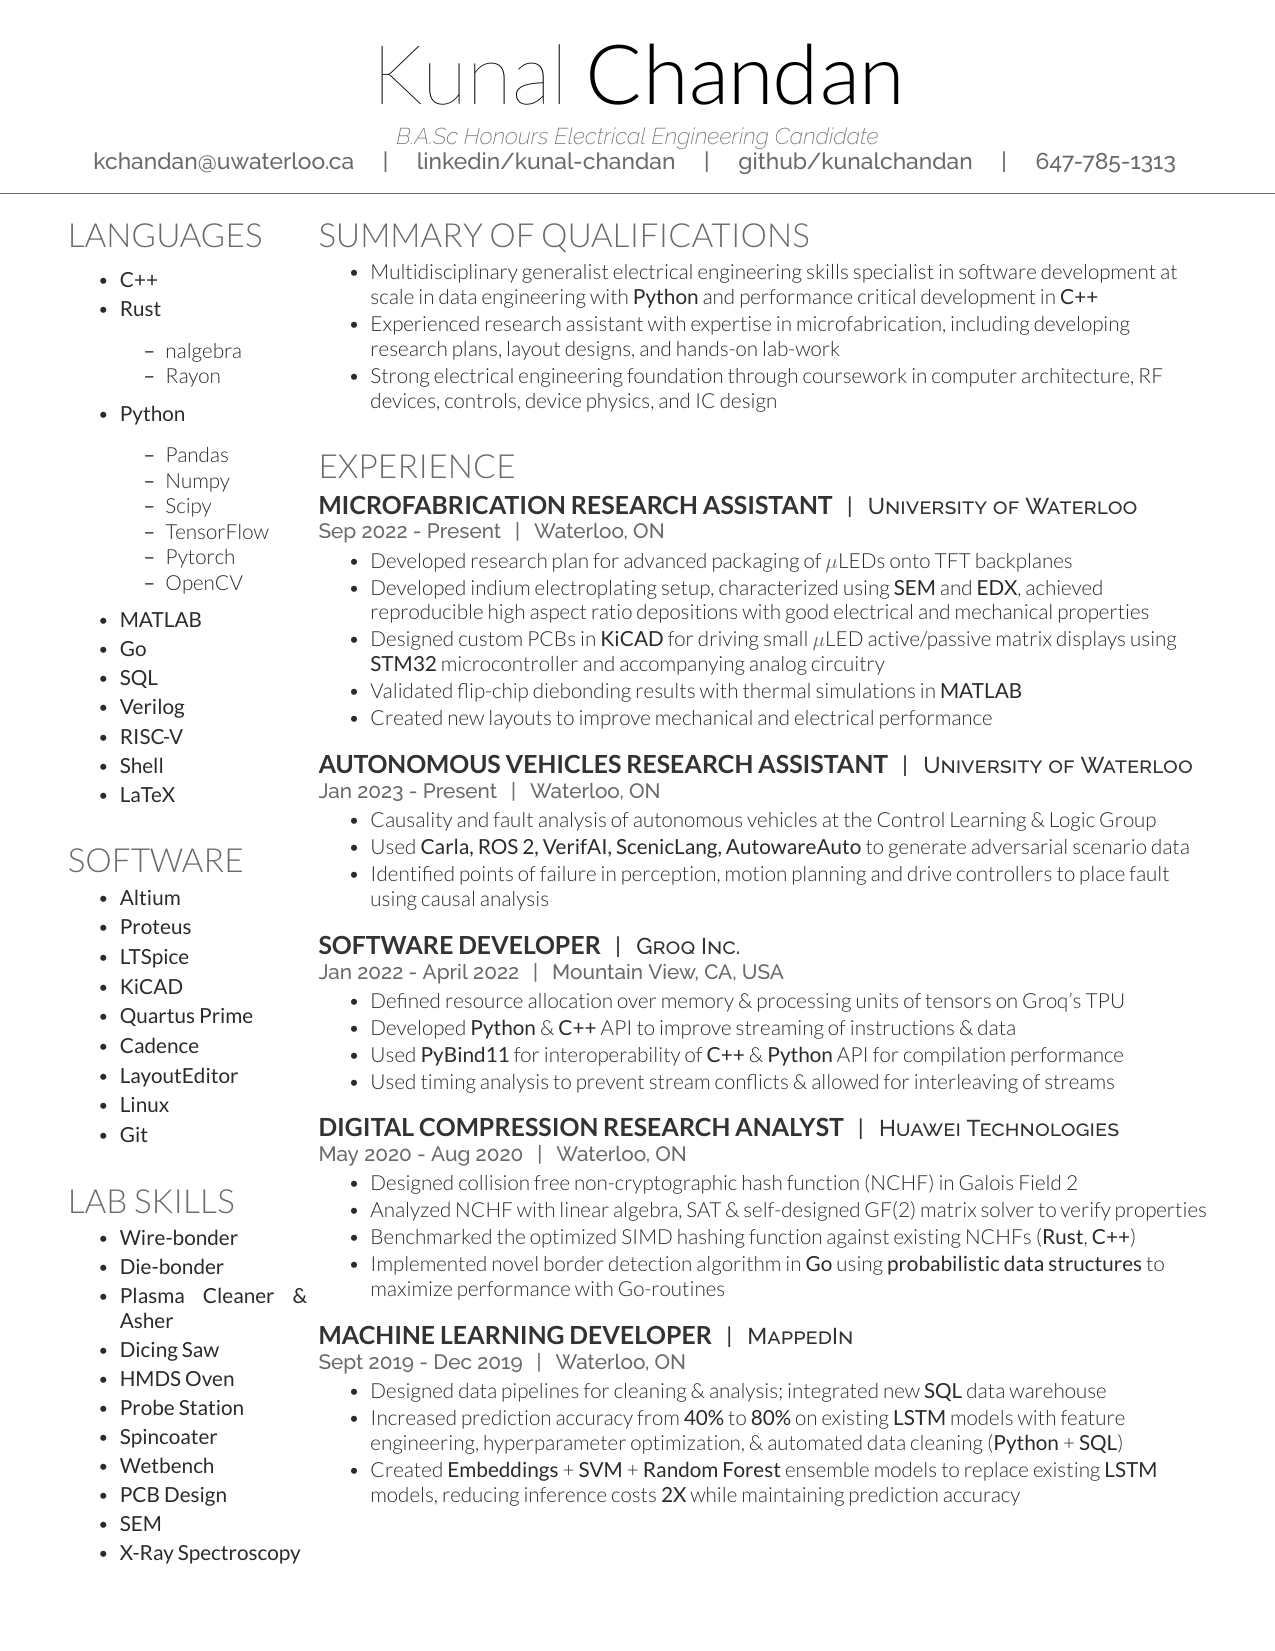 Kunal Chandan
B.A.Sc Honours Electrical Engineering Candidate
kchandan@uwaterloo.ca | linkedin/kunal-chandan | github/kunalchandan | 647-785-1313
LANGUAGES
• C++
• Rust
– nalgebra
– Rayon
• Python
– Pandas
– Numpy
– Scipy
– TensorFlow
– Pytorch
– OpenCV
• MATLAB
• Go
• SQL
• Verilog
• RISC-V
• Shell
• LaTeX
SOFTWARE
• Altium
• Proteus
• LTSpice
• KiCAD
• Quartus Prime
• Cadence
• LayoutEditor
• Linux
• Git
LAB SKILLS
• Wire-bonder
• Die-bonder
• Plasma Cleaner &
Asher
• Dicing Saw
• HMDS Oven
• Probe Station
• Spincoater
• Wetbench
• PCB Design
• SEM
• X-Ray Spectroscopy
SUMMARY OF QUALIFICATIONS
• Multidisciplinary generalist electrical engineering skills specialist in software development at
scale in data engineering with Python and performance critical development in C++
• Experienced research assistant with expertise in microfabrication, including developing
research plans, layout designs, and hands-on lab-work
• Strong electrical engineering foundation through coursework in computer architecture, RF
devices, controls, device physics, and IC design
EXPERIENCE
MICROFABRICATION RESEARCH ASSISTANT | University of Waterloo
Sep 2022 - Present | Waterloo, ON
• Developed research plan for advanced packaging of μLEDs onto TFT backplanes
• Developed indium electroplating setup, characterized using SEM and EDX, achieved
reproducible high aspect ratio depositions with good electrical and mechanical properties
• Designed custom PCBs in KiCAD for driving small μLED active/passive matrix displays using
STM32 microcontroller and accompanying analog circuitry
• Validated flip-chip diebonding results with thermal simulations in MATLAB
• Created new layouts to improve mechanical and electrical performance
AUTONOMOUS VEHICLES RESEARCH ASSISTANT | University of Waterloo
Jan 2023 - Present | Waterloo, ON
• Causality and fault analysis of autonomous vehicles at the Control Learning & Logic Group
• Used Carla, ROS 2, VerifAI, ScenicLang, AutowareAuto to generate adversarial scenario data
• Identified points of failure in perception, motion planning and drive controllers to place fault
using causal analysis
SOFTWARE DEVELOPER | Groq Inc.
Jan 2022 - April 2022 | Mountain View, CA, USA
• Defined resource allocation over memory & processing units of tensors on Groq's TPU
• Developed Python & C++ API to improve streaming of instructions & data
• Used PyBind11 for interoperability of C++ & Python API for compilation performance
• Used timing analysis to prevent stream conflicts & allowed for interleaving of streams
DIGITAL COMPRESSION RESEARCH ANALYST | Huawei Technologies
May 2020 - Aug 2020 | Waterloo, ON
• Designed collision free non-cryptographic hash function (NCHF) in Galois Field 2
• Analyzed NCHF with linear algebra, SAT & self-designed GF(2) matrix solver to verify properties
• Benchmarked the optimized SIMD hashing function against existing NCHFs (Rust, C++)
• Implemented novel border detection algorithm in Go using probabilistic data structures to
maximize performance with Go-routines
MACHINE LEARNING DEVELOPER | MappedIn
Sept 2019 - Dec 2019 | Waterloo, ON
• Designed data pipelines for cleaning & analysis; integrated new SQL data warehouse
• Increased prediction accuracy from 40% to 80% on existing LSTM models with feature
engineering, hyperparameter optimization, & automated data cleaning (Python + SQL)
• Created Embeddings + SVM + Random Forest ensemble models to replace existing LSTM
models, reducing inference costs 2X while maintaining prediction accuracy